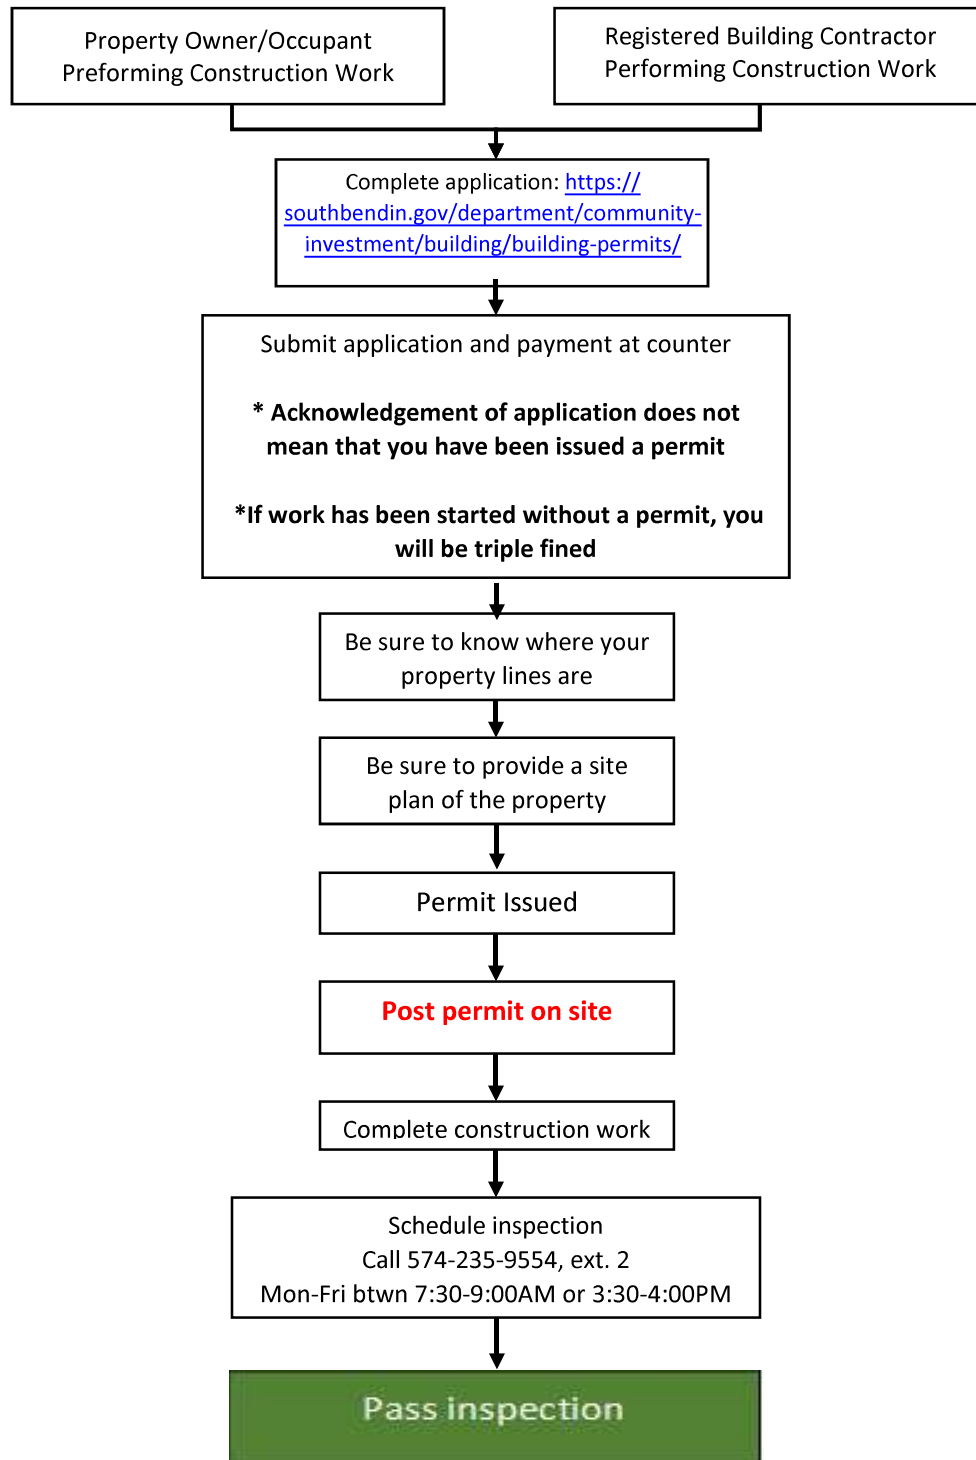 Property Owner/Occupant
Preforming Construction Work
Registered Building Contractor
Performing Construction Work
Complete application: https://
southbendin.gov/department/community-
investment/building/building-permits/
Submit application and payment at counter
* Acknowledgement of application does not
mean that you have been issued a permit
*If work has been started without a permit, you
will be triple fined
Be sure to know where your
property lines are
Be sure to provide a site
plan of the property
Permit Issued
Post permit on site
Complete construction work
Schedule inspection
Call 574-235-9554, ext. 2
Mon-Fri btwn 7:30-9:00AM or 3:30-4:00PM
Pass inspection